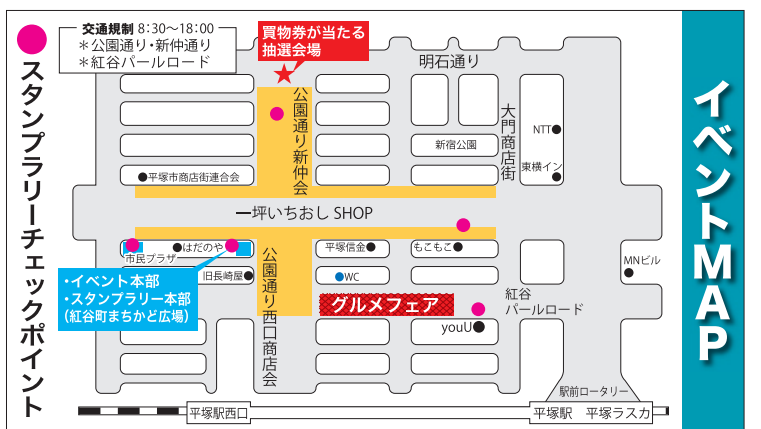 交通規制 8:30〜18:00
＊公園通り・新仲通り
＊紅谷パールロード
買物券が当たる
抽選会場
スタンプラリーチェックポイント
イベントMAP
明石通り
公園通り新仲会
大門商店街
NTT
新宿公園
東横イン
平塚市商店街連合会
一坪いちおし SHOP
はだのや
平塚信金
もこもこ
市民プラザ
MNビル
旧長崎屋
WC
・イベント本部
・スタンプラリー本部
（紅谷町まちかど広場）
公園通り西口商店会
グルメフェア
紅谷
パールロード
youU
駅前ロータリー
平塚駅西口
平塚駅 平塚ラスカ